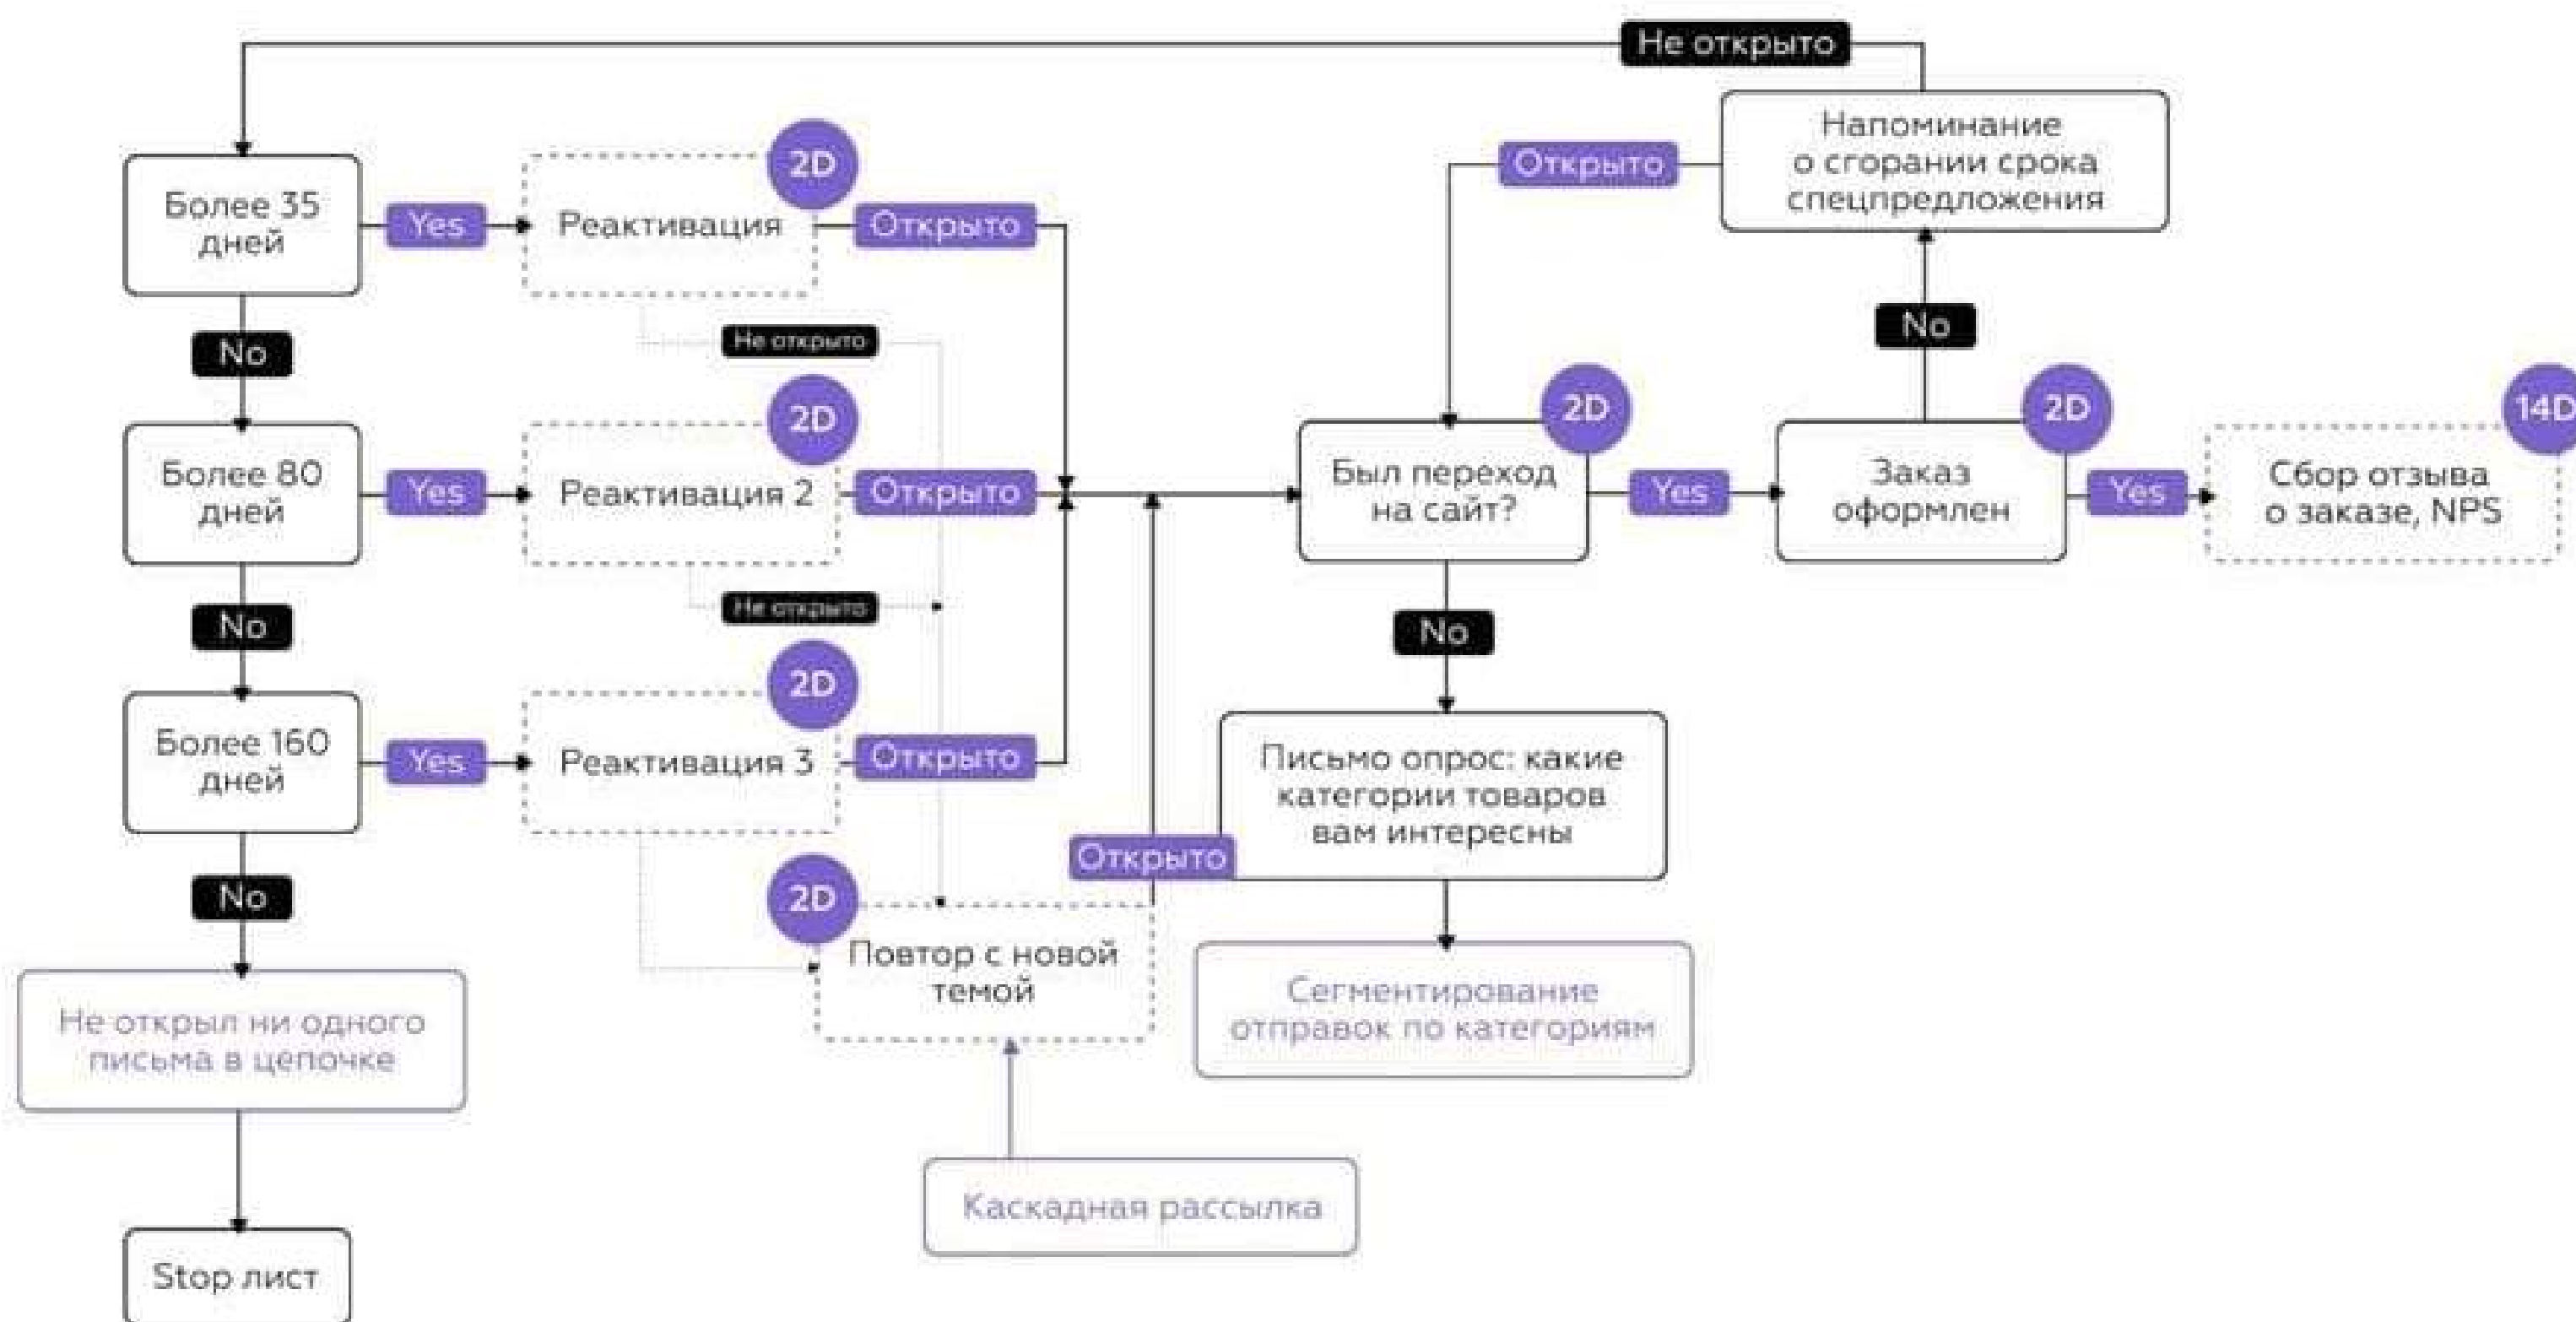 Не открыто
Напоминание
о сгорании срока
спецпредложения
Открыто
Более 35
дней
Yes
Реактивация
2D
Открыто
No
Не открыто
No
Более 80
дней
Yes
Реактивация 2
2D
Открыто
Был переход
на сайт?
2D
Yes
Заказ
оформлен
2D
Yes
Сбор отзыва
о заказе, NPS
14D
No
Не открыто
No
Более 160
дней
Yes
Реактивация 3
2D
Открыто
Письмо опрос: какие
категории товаров
вам интересны
Открыто
No
2D
Повтор с новой
темой
Сегментирование
отправок по категориям
Не открыл ни одного
письма в цепочке
Каскадная рассылка
Stop лист